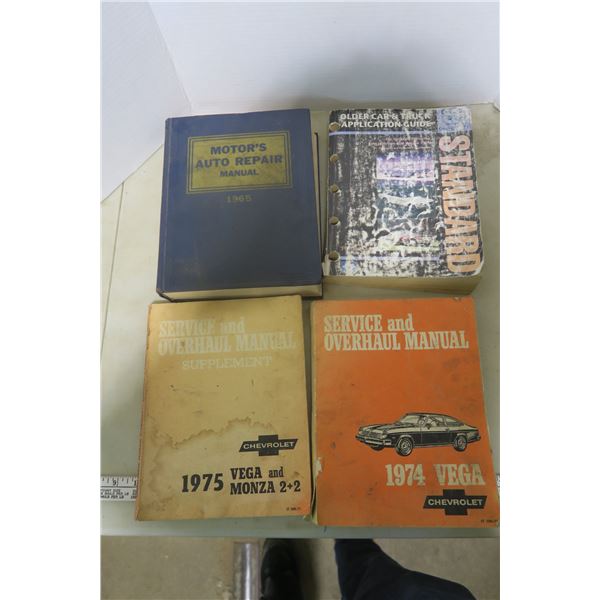 MOTOR'S
AUTO REPAIR
MANUAL
1965
OLDER CAR & TRUCK
APPLICATION GUIDE
STANDARD
SERVICE and
OVERHAUL MANUAL
SUPPLEMENT
CHEVROLET
1975 VEGA and
MONZA 2+2
SERVICE and
OVERHAUL MANUAL
1974 VEGA
CHEVROLET